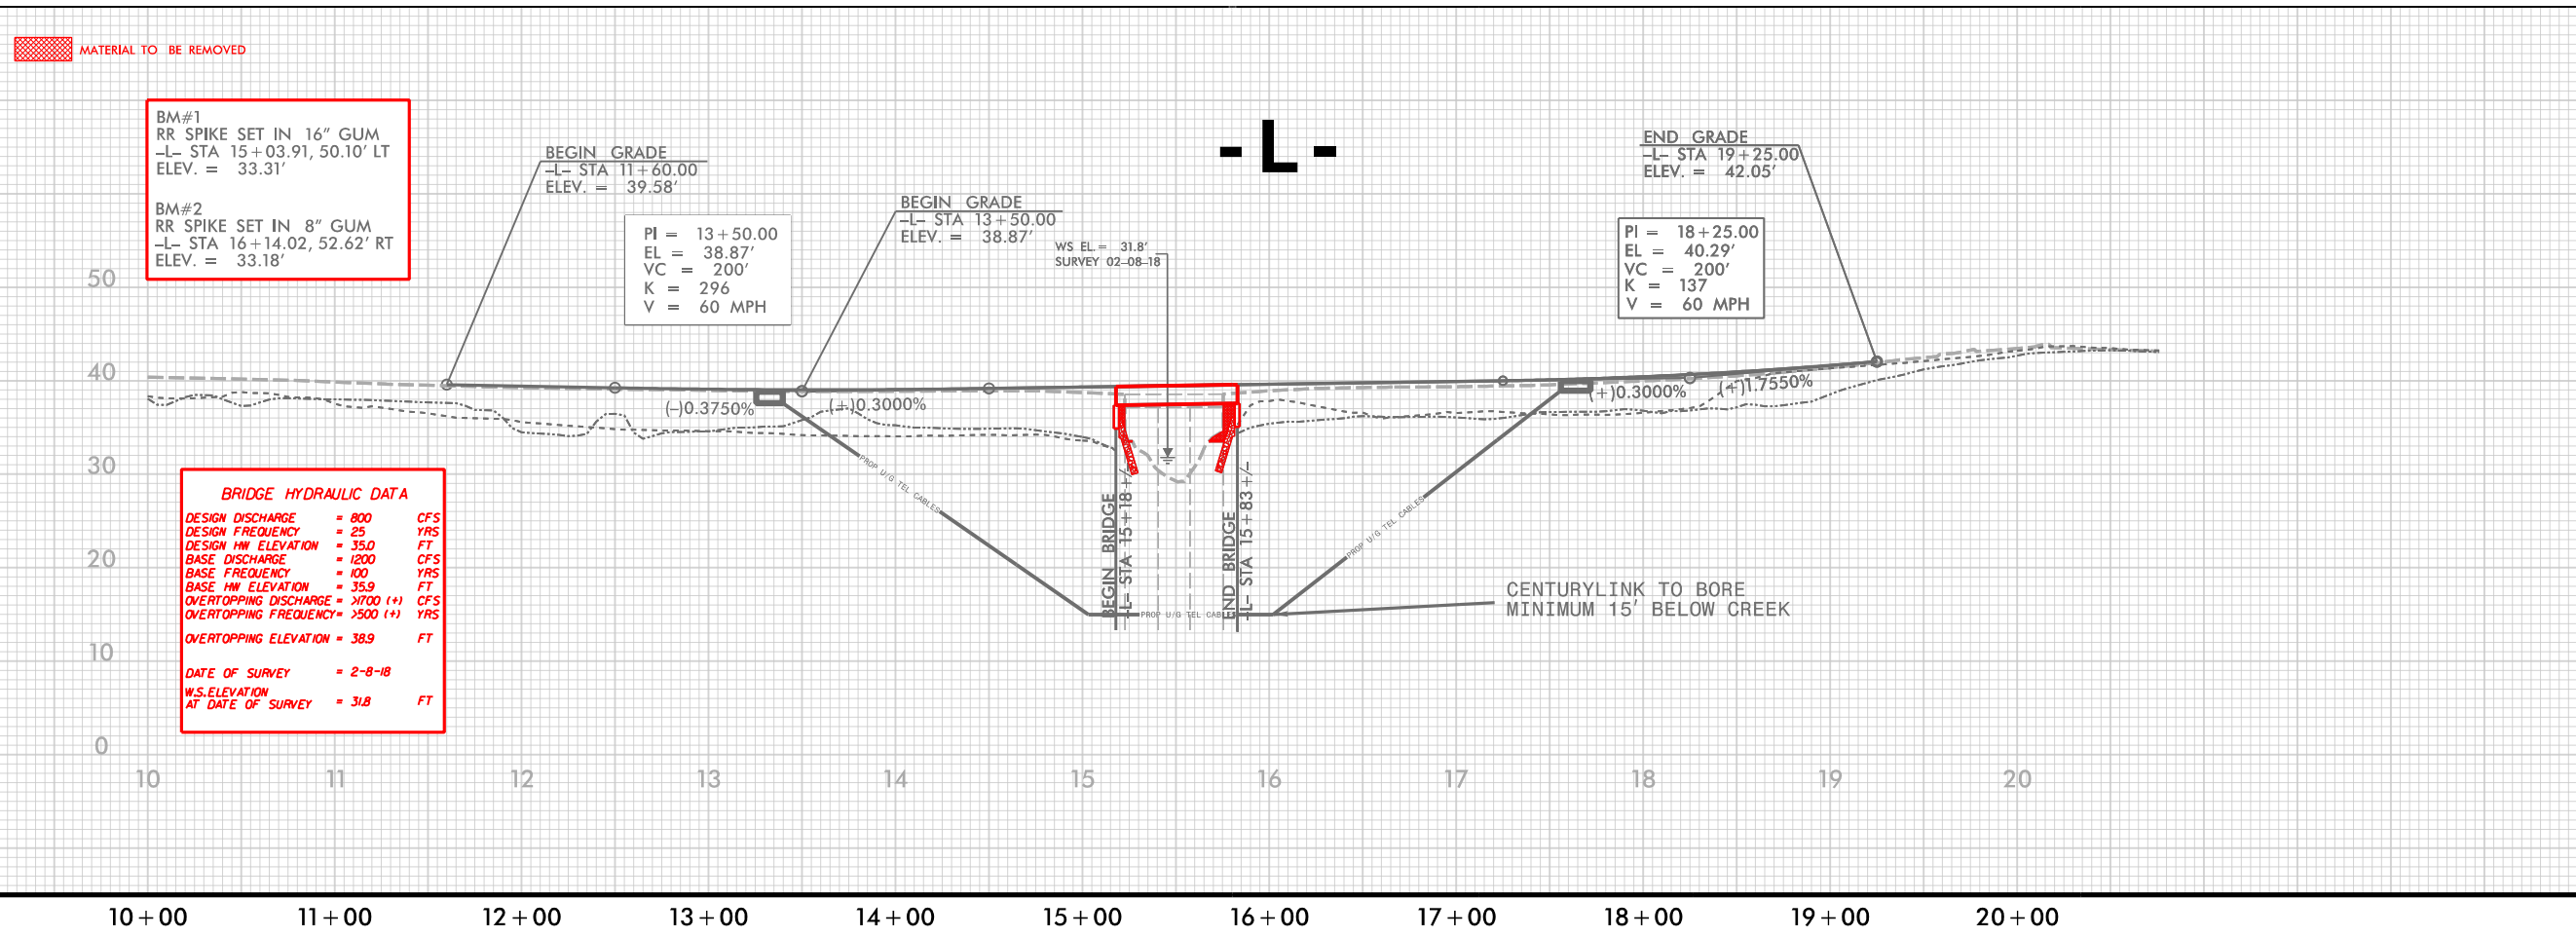 MATERIAL TO BE REMOVED
BM#1
RR SPIKE SET IN 16" GUM
-L- STA 15+03.91, 50.10' LT
ELEV. = 33.31'
BM#2
RR SPIKE SET IN 8" GUM
-L- STA 16+14.02, 52.62' RT
ELEV. = 33.18'
BEGIN GRADE
-L- STA 11+60.00
ELEV. = 39.58'
PI = 13+50.00
EL = 38.87'
VC = 200'
K = 296
V = 60 MPH
BEGIN GRADE
-L- STA 13+50.00
ELEV. = 38.87'
WS EL.= 31.8'
SURVEY 02-08-18
-L-
END GRADE
-L- STA 19+25.00
ELEV. = 42.05'
PI = 18+25.00
EL = 40.29'
VC = 200'
K = 137
V = 60 MPH
50
40
30
20
10
0
(-)0.3750%
(+)0.3000%
(+)0.3000%
(+)1.7550%
PROP U/G TEL CABLES
PROP U/G TEL CABLES
PROP U/G TEL CABLES
BEGIN BRIDGE
-L- STA 15+18 +/-
END BRIDGE
-L- STA 15+83 +/-
CENTURYLINK TO BORE
MINIMUM 15' BELOW CREEK
BRIDGE HYDRAULIC DATA
DESIGN DISCHARGE = 800 CFS
DESIGN FREQUENCY = 25 YRS
DESIGN HW ELEVATION = 35.0 FT
BASE DISCHARGE = 1200 CFS
BASE FREQUENCY = 100 YRS
BASE HW ELEVATION = 35.9 FT
OVERTOPPING DISCHARGE = >1700 (+) CFS
OVERTOPPING FREQUENCY= >500 (+) YRS
OVERTOPPING ELEVATION = 38.9 FT
DATE OF SURVEY = 2-8-18
W.S.ELEVATION
AT DATE OF SURVEY = 31.8 FT
10 11 12 13 14 15 16 17 18 19 20
10+00 11+00 12+00 13+00 14+00 15+00 16+00 17+00 18+00 19+00 20+00